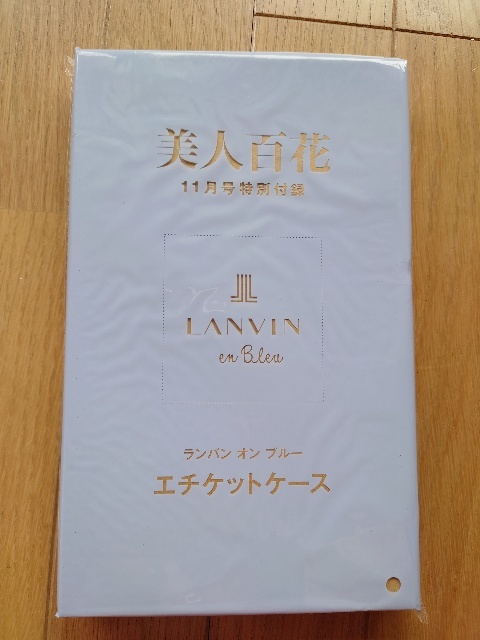 美人百花
11月号特別付録
LANVIN
en Bleu
ランバン オン ブルー
エチケットケース